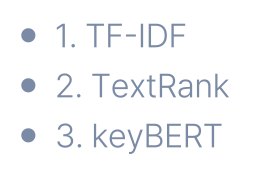 • 1. TF-IDF
• 2. TextRank
• 3. keyBERT